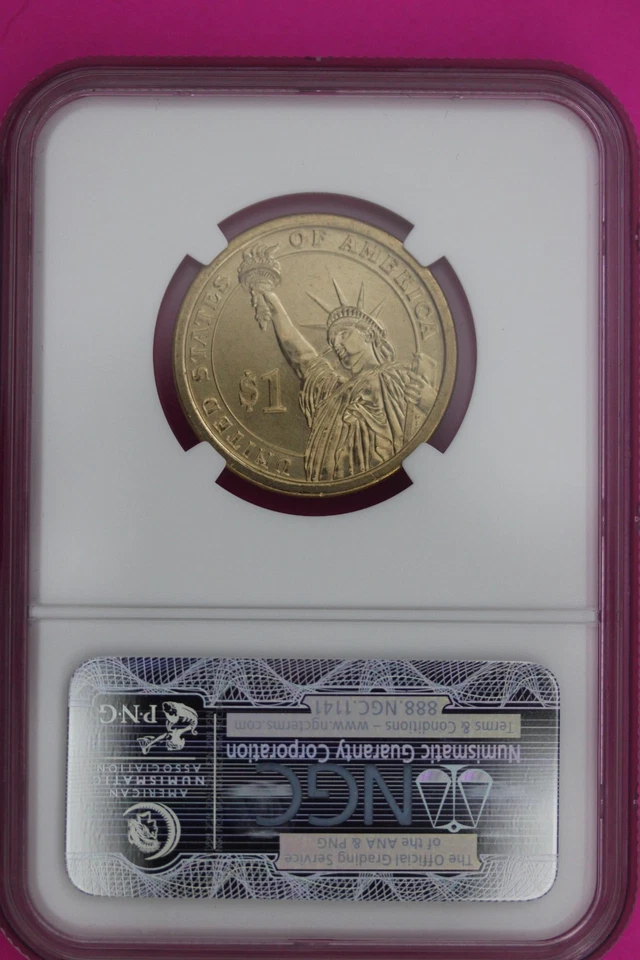 UNITED STATES OF AMERICA
$1
The Official Grading Service
of the ANA & PNG
NGC
Numismatic Guaranty Corporation
Terms & Conditions – www.ngcterms.com
888.NGC.1141
AMERICAN
NUMISMATIC
ASSOCIATION
P·N·G